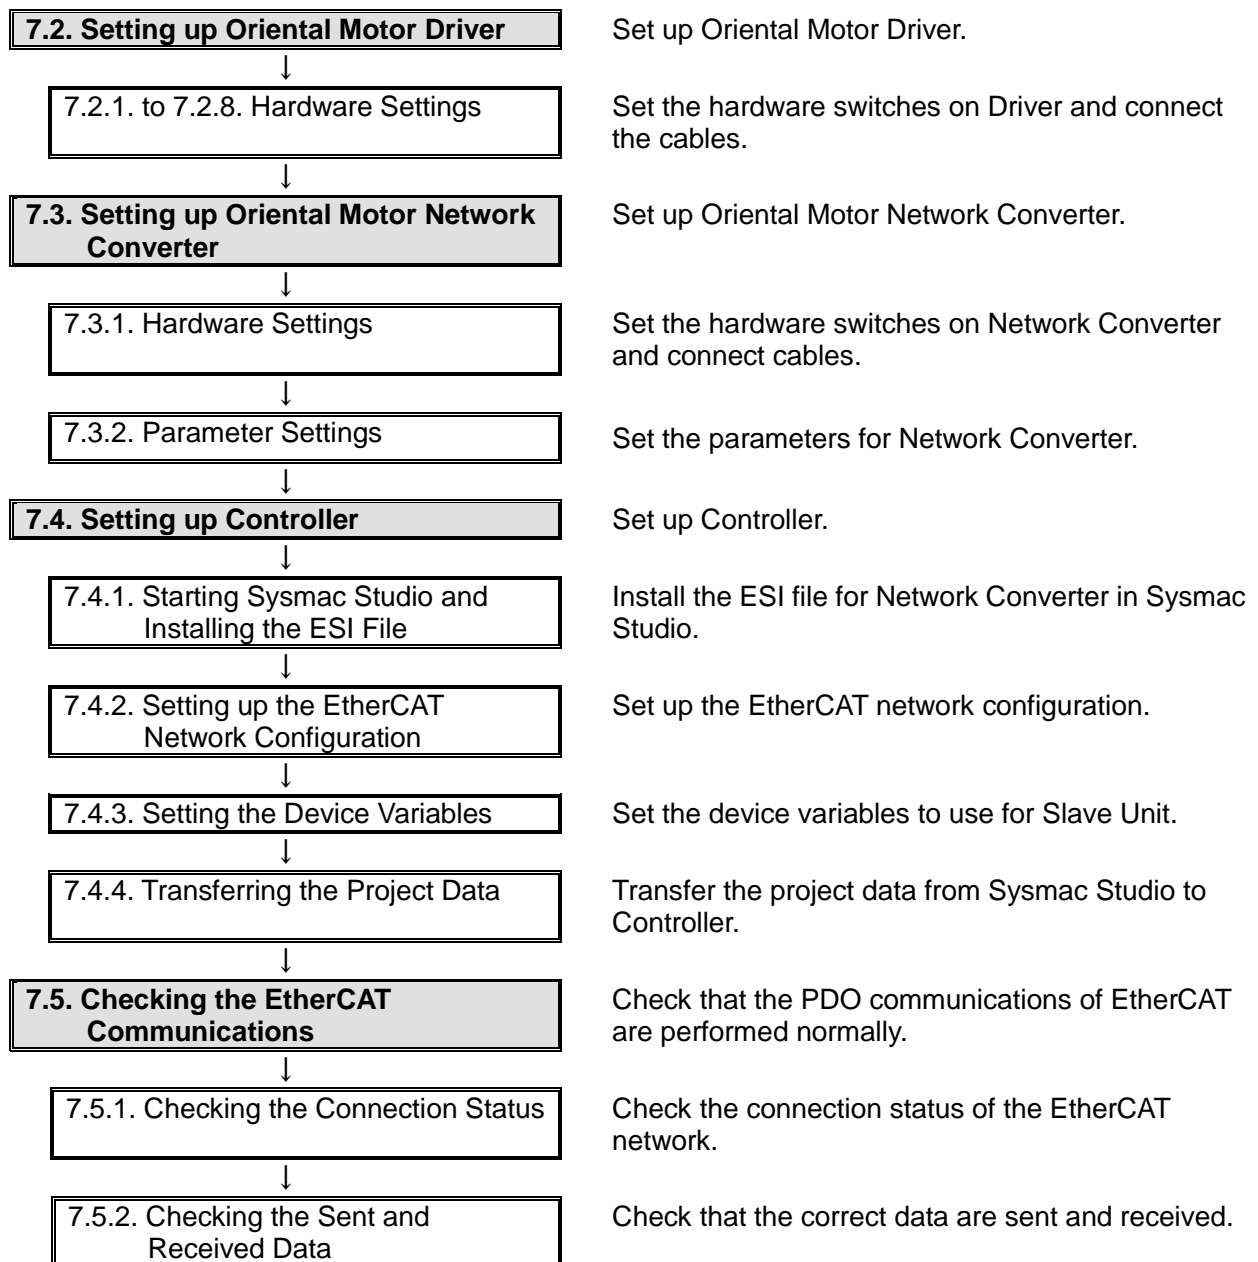 7.2. Setting up Oriental Motor Driver
Set up Oriental Motor Driver.
↓
7.2.1. to 7.2.8. Hardware Settings
Set the hardware switches on Driver and connect
the cables.
↓
7.3. Setting up Oriental Motor Network
Converter
Set up Oriental Motor Network Converter.
↓
7.3.1. Hardware Settings
Set the hardware switches on Network Converter
and connect cables.
↓
7.3.2. Parameter Settings
Set the parameters for Network Converter.
↓
7.4. Setting up Controller
Set up Controller.
↓
7.4.1. Starting Sysmac Studio and
Installing the ESI File
Install the ESI file for Network Converter in Sysmac
Studio.
↓
7.4.2. Setting up the EtherCAT
Network Configuration
Set up the EtherCAT network configuration.
↓
7.4.3. Setting the Device Variables
Set the device variables to use for Slave Unit.
↓
7.4.4. Transferring the Project Data
Transfer the project data from Sysmac Studio to
Controller.
↓
7.5. Checking the EtherCAT
Communications
Check that the PDO communications of EtherCAT
are performed normally.
↓
7.5.1. Checking the Connection Status
Check the connection status of the EtherCAT
network.
↓
7.5.2. Checking the Sent and
Received Data
Check that the correct data are sent and received.